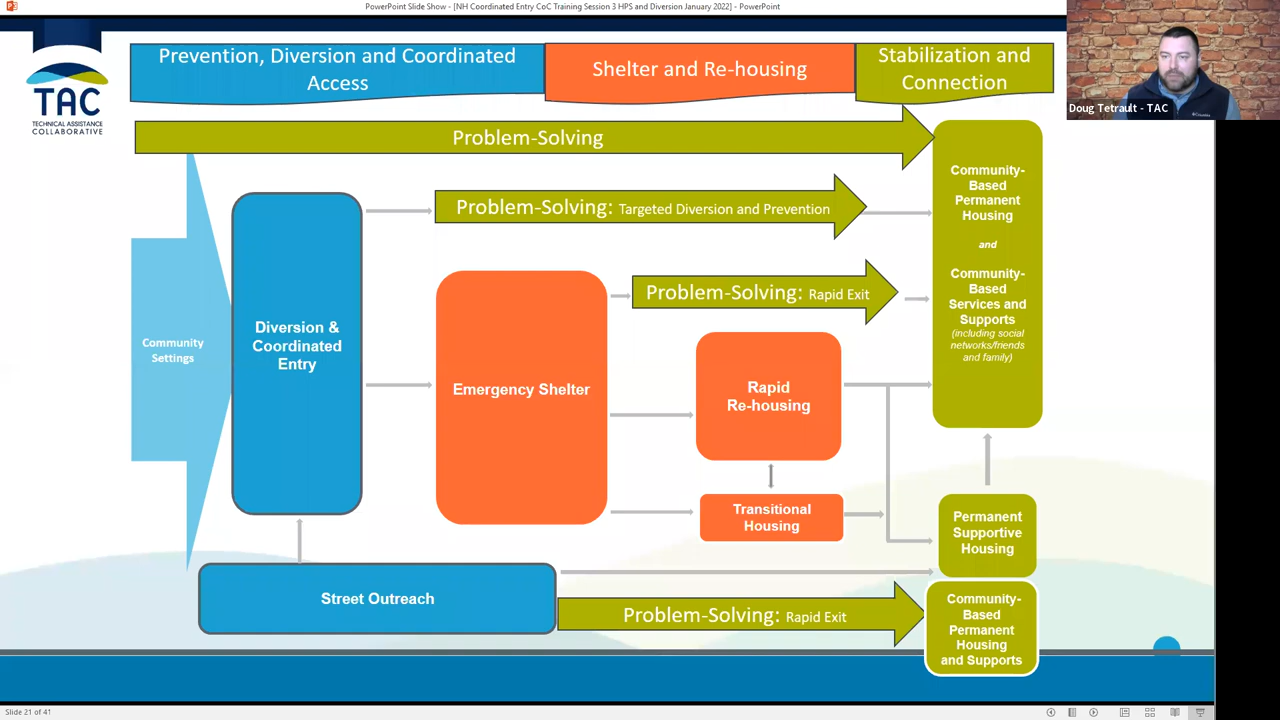 PowerPoint Slide Show - [NH Coordinated Entry CoC Training Session 3 HPS and Diversion January 2022] - PowerPoint
Prevention, Diversion and Coordinated
Access
Shelter and Re-housing
Stabilization and
Connection
Doug Tetrault - TAC
TAC
TECHNICAL ASSISTANCE
COLLABORATIVE
Problem-Solving
Problem-Solving: Targeted Diversion and Prevention
Problem-Solving: Rapid Exit
Community-
Based
Permanent
Housing
and
Community-
Based
Services and
Supports
(including social
networks/friends
and family)
Community
Settings
Diversion &
Coordinated
Entry
Emergency Shelter
Rapid
Re-housing
Transitional
Housing
Permanent
Supportive
Housing
Street Outreach
Problem-Solving: Rapid Exit
Community-
Based
Permanent
Housing
and Supports
Slide 21 of 41